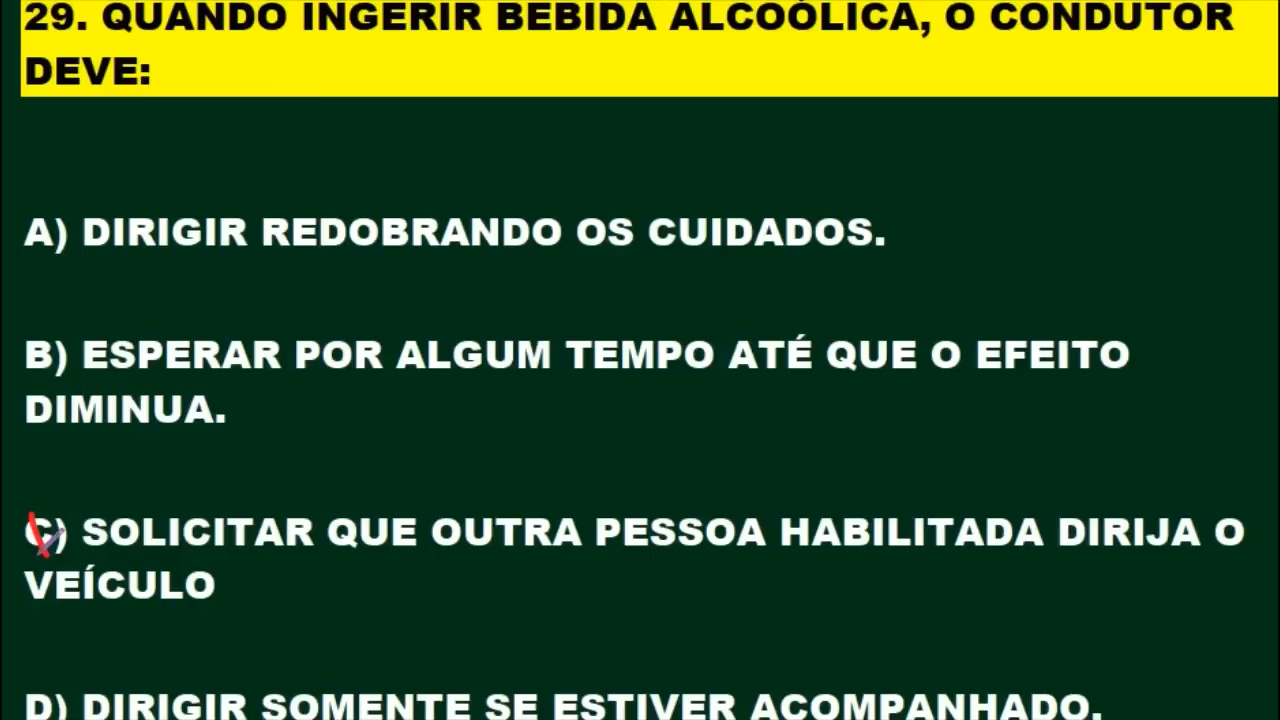 29. QUANDO INGERIR BEBIDA ALCOÓLICA, O CONDUTOR
DEVE:
A) DIRIGIR REDOBRANDO OS CUIDADOS.
B) ESPERAR POR ALGUM TEMPO ATÉ QUE O EFEITO
DIMINUA.
C) SOLICITAR QUE OUTRA PESSOA HABILITADA DIRIJA O
VEÍCULO
D) DIRIGIR SOMENTE SE ESTIVER ACOMPANHADO.